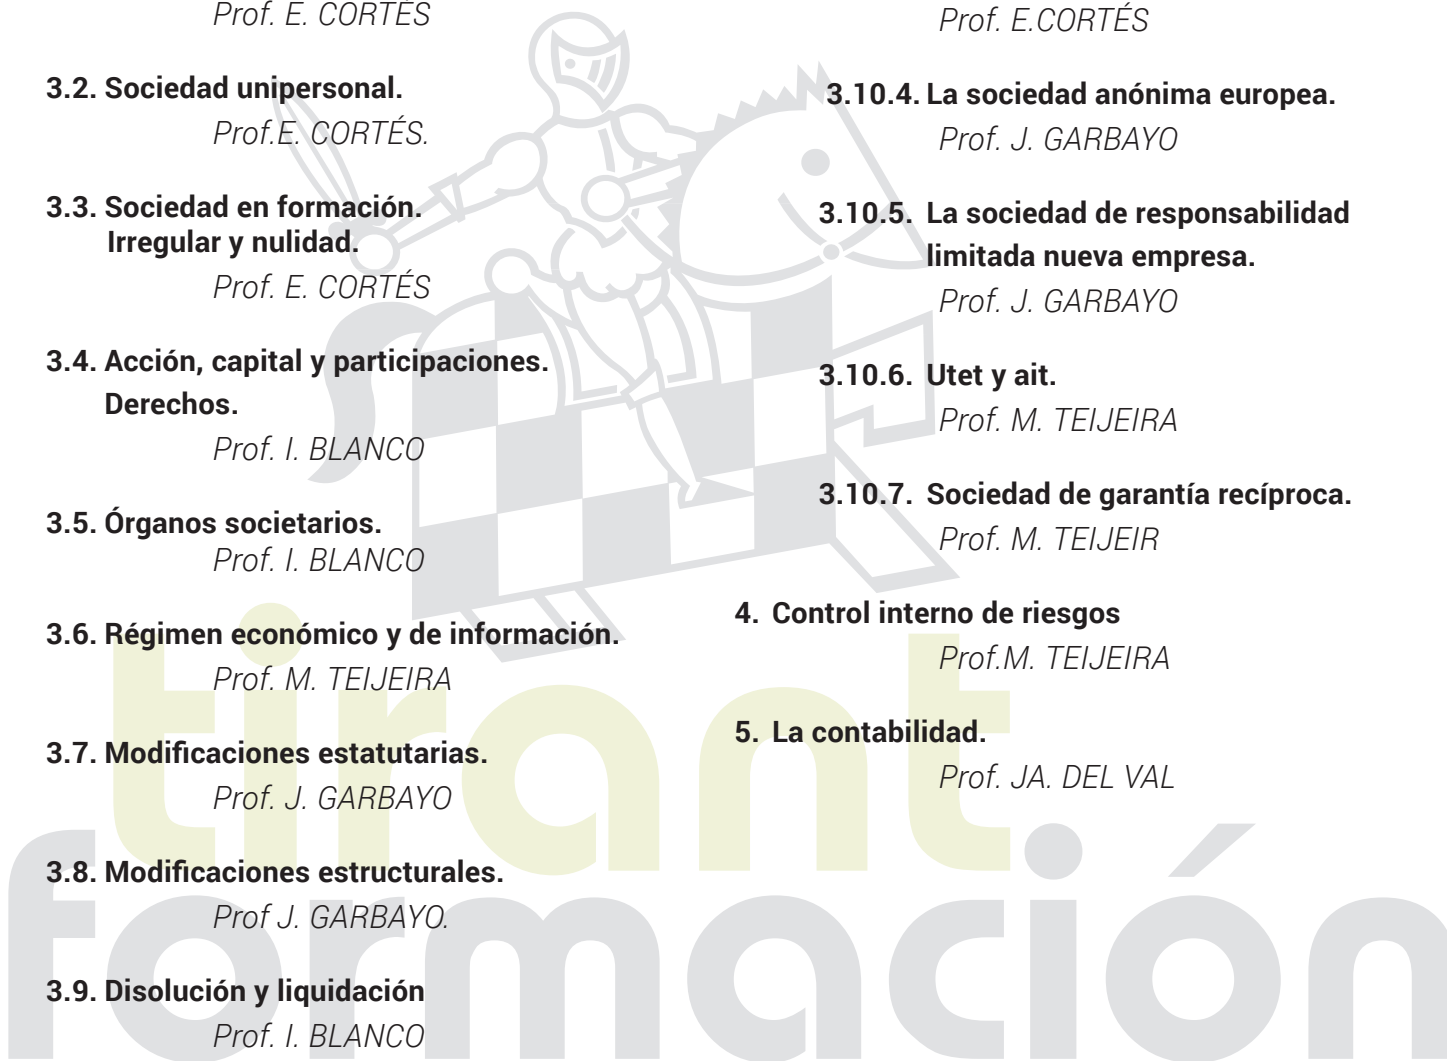 Prof. E. CORTÉS
3.2. Sociedad unipersonal.
Prof.E. CORTÉS.
3.3. Sociedad en formación.
Irregular y nulidad.
Prof. E. CORTÉS
3.4. Acción, capital y participaciones.
Derechos.
Prof. I. BLANCO
3.5. Órganos societarios.
Prof. I. BLANCO
3.6. Régimen económico y de información.
Prof. M. TEIJEIRA
3.7. Modificaciones estatutarias.
Prof. J. GARBAYO
3.8. Modificaciones estructurales.
Prof J. GARBAYO.
3.9. Disolución y liquidación
Prof. I. BLANCO
Prof. E.CORTÉS
3.10.4. La sociedad anónima europea.
Prof. J. GARBAYO
3.10.5. La sociedad de responsabilidad
limitada nueva empresa.
Prof. J. GARBAYO
3.10.6. Utet y ait.
Prof. M. TEIJEIRA
3.10.7. Sociedad de garantía recíproca.
Prof. M. TEIJEIR
4. Control interno de riesgos
Prof.M. TEIJEIRA
5. La contabilidad.
Prof. JA. DEL VAL
tirant
formación